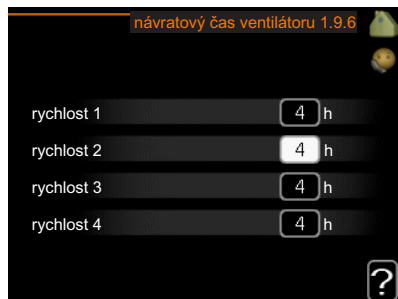 návratový čas ventilátoru 1.9.6
rychlost 1 4 h
rychlost 2 4 h
rychlost 3 4 h
rychlost 4 4 h
?